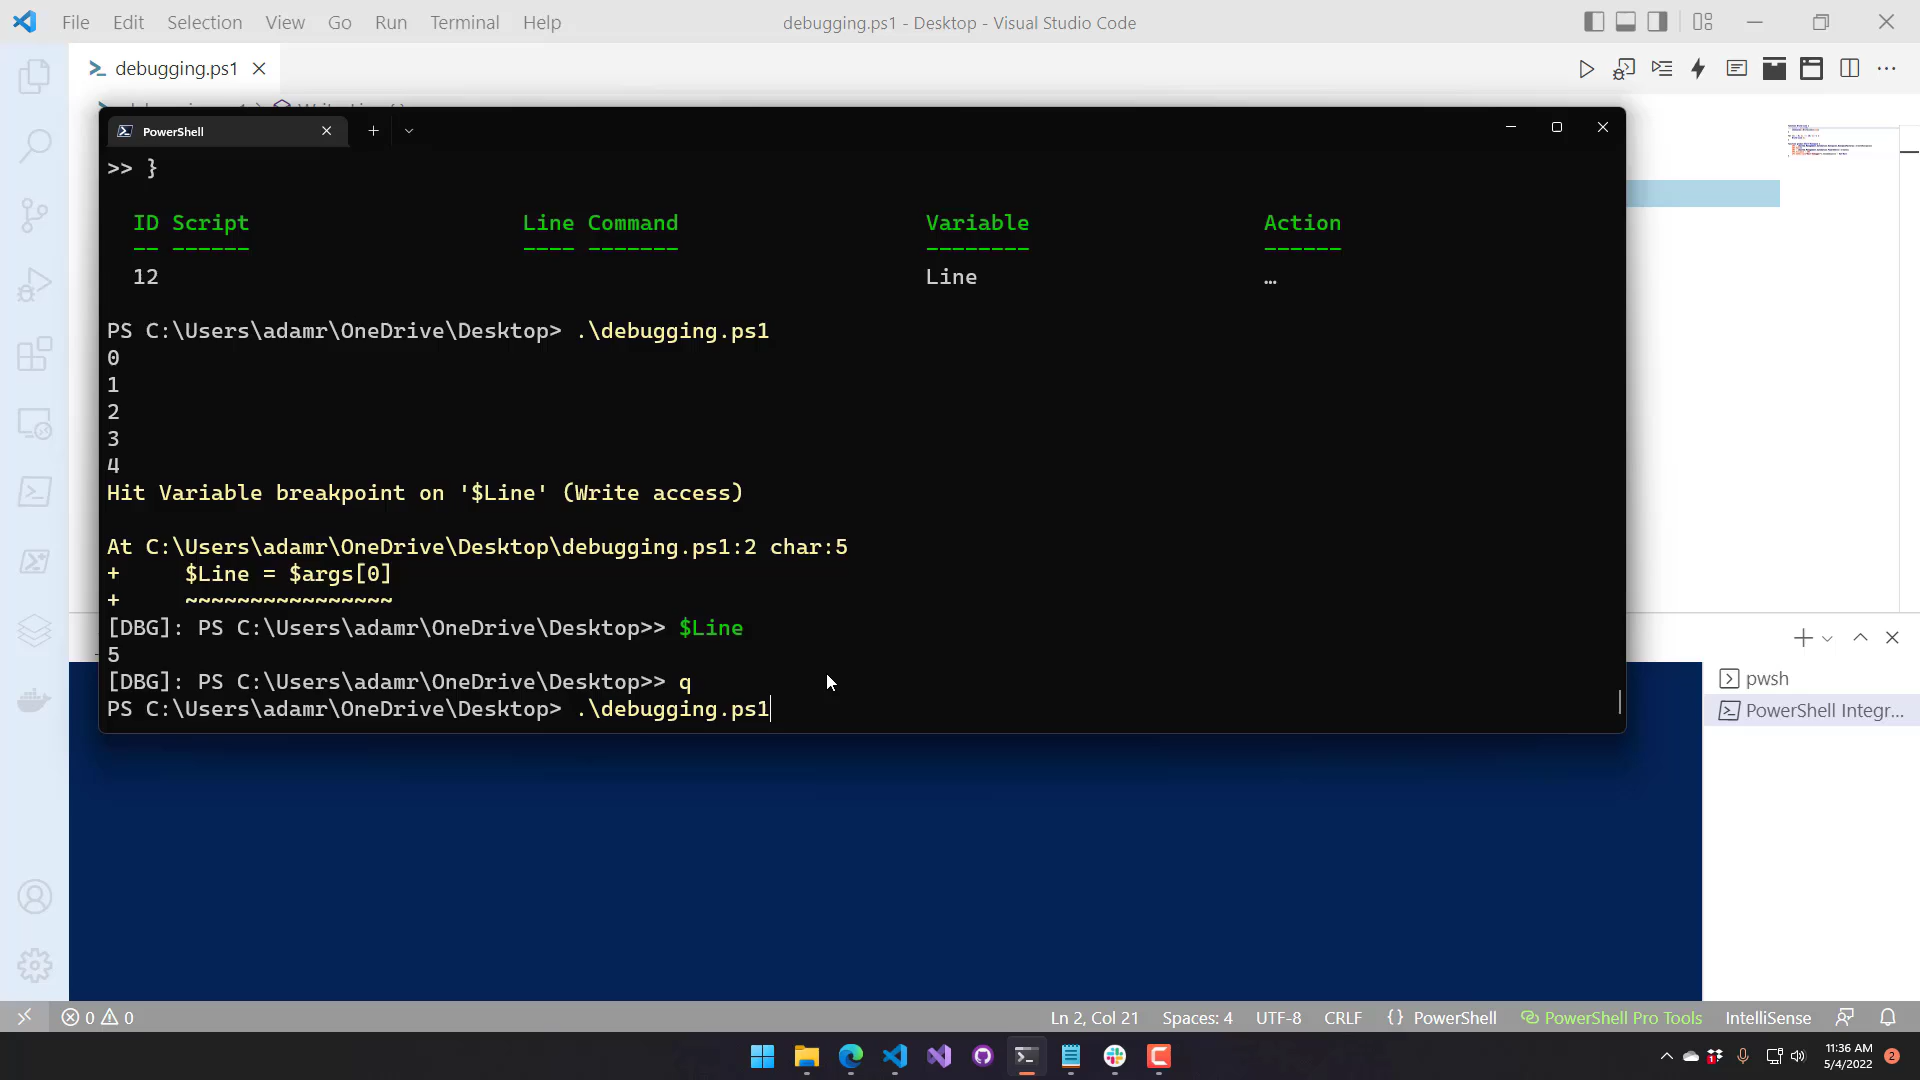 File Edit Selection View Go Run Terminal Help
debugging.ps1 - Desktop - Visual Studio Code
debugging.ps1
PowerShell
>> }
ID Script Line Command Variable Action
-- ------ ---- ------- -------- ------
12 Line …
PS C:\Users\adamr\OneDrive\Desktop> .\debugging.ps1
0
1
2
3
4
Hit Variable breakpoint on '$Line' (Write access)
At C:\Users\adamr\OneDrive\Desktop\debugging.ps1:2 char:5
+ $Line = $args[0]
+ ~~~~~~~~~~~~~~~~
[DBG]: PS C:\Users\adamr\OneDrive\Desktop>> $Line
5
[DBG]: PS C:\Users\adamr\OneDrive\Desktop>> q
PS C:\Users\adamr\OneDrive\Desktop> .\debugging.ps1
pwsh
PowerShell Integr...
0 0
Ln 2, Col 21 Spaces: 4 UTF-8 CRLF {} PowerShell PowerShell Pro Tools IntelliSense
11:36 AM
5/4/2022
2